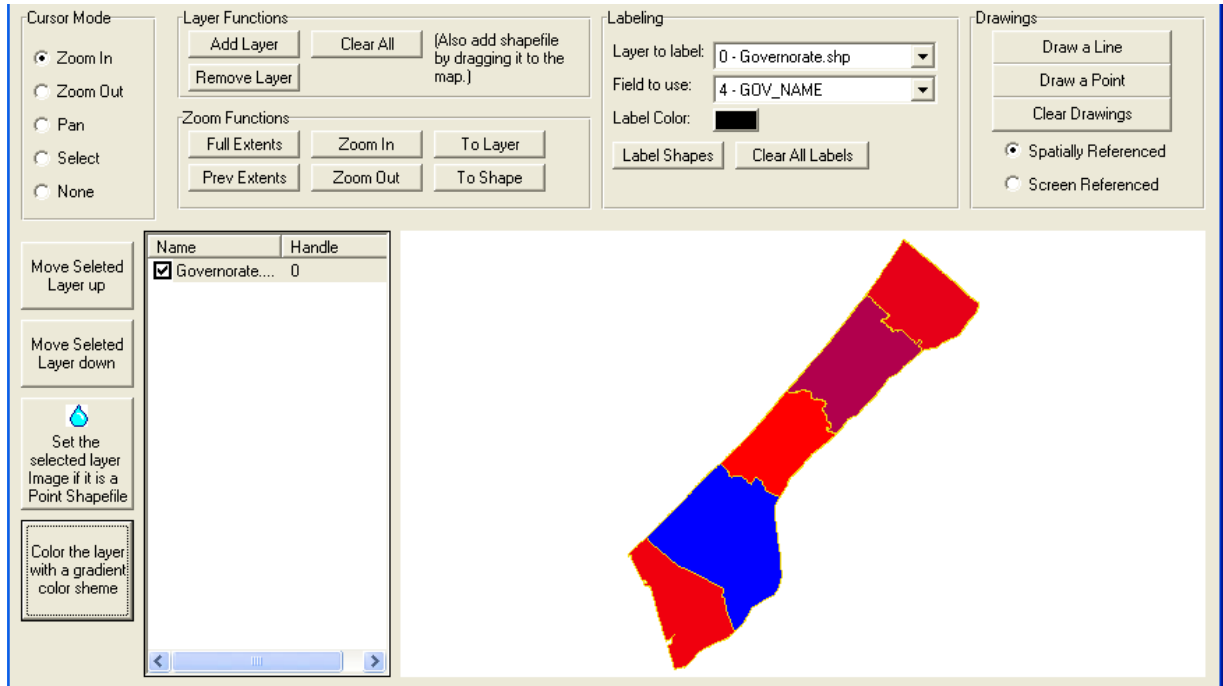 Cursor Mode
Zoom In
Zoom Out
Pan
Select
None
Layer Functions
Add Layer
Clear All
(Also add shapefile
by dragging it to the
map.)
Remove Layer
Zoom Functions
Full Extents
Zoom In
To Layer
Prev Extents
Zoom Out
To Shape
Labeling
Layer to label:
0 - Governorate.shp
Field to use:
4 - GOV_NAME
Label Color:
Label Shapes
Clear All Labels
Drawings
Draw a Line
Draw a Point
Clear Drawings
Spatially Referenced
Screen Referenced
Move Seleted
Layer up
Move Seleted
Layer down
Set the
selected layer
Image if it is a
Point Shapefile
Color the layer
with a gradient
color sheme
Name
Handle
Governorate....
0